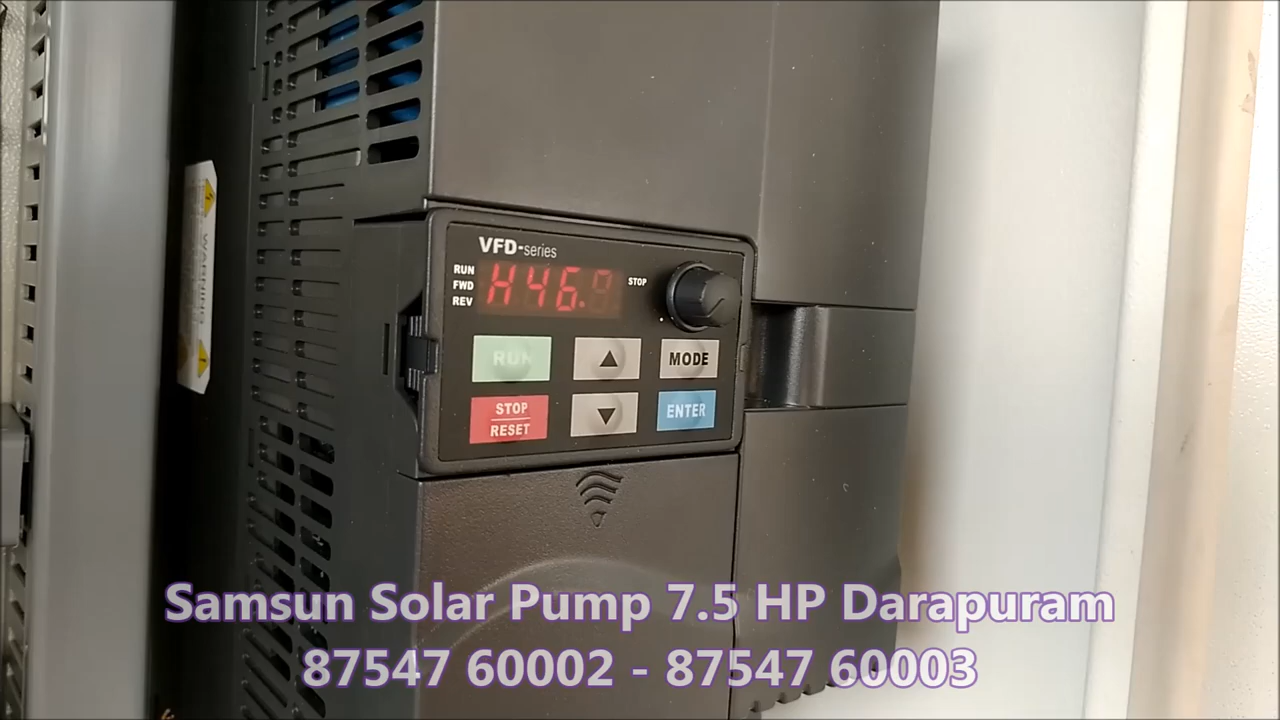 VFD-series
RUN
FWD
REV
STOP
RUN
MODE
STOP
RESET
ENTER
WARNING
Samsun Solar Pump 7.5 HP Darapuram
87547 60002 - 87547 60003